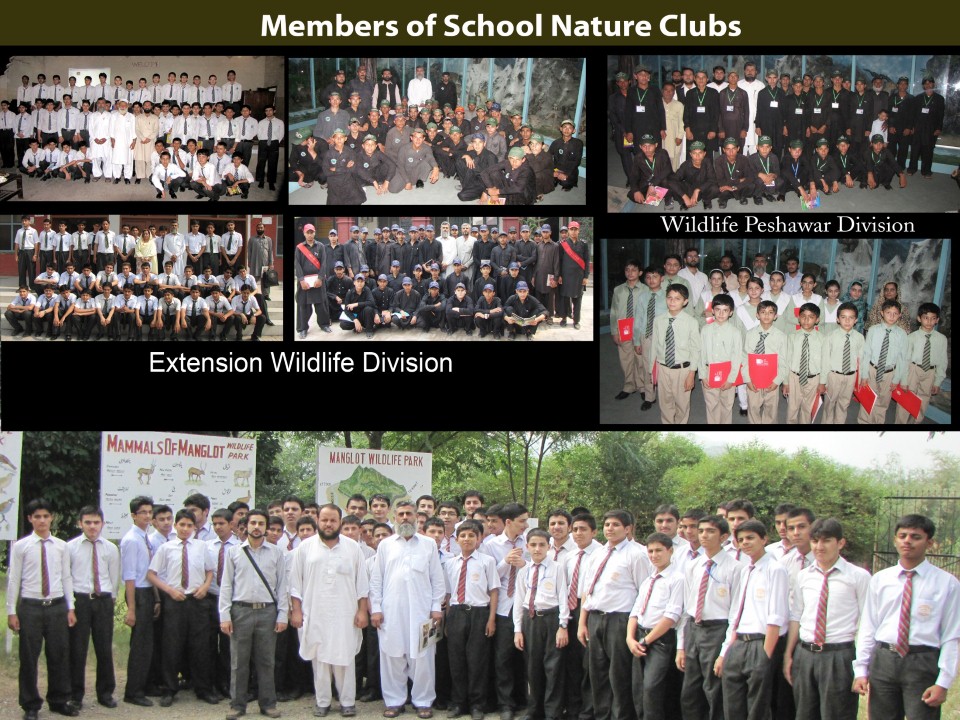 Members of School Nature Clubs
Wildlife Peshawar Division
Extension Wildlife Division
MAMMALS OF MANGLOT WILDLIFE
PARK
MANGLOT WILDLIFE PARK